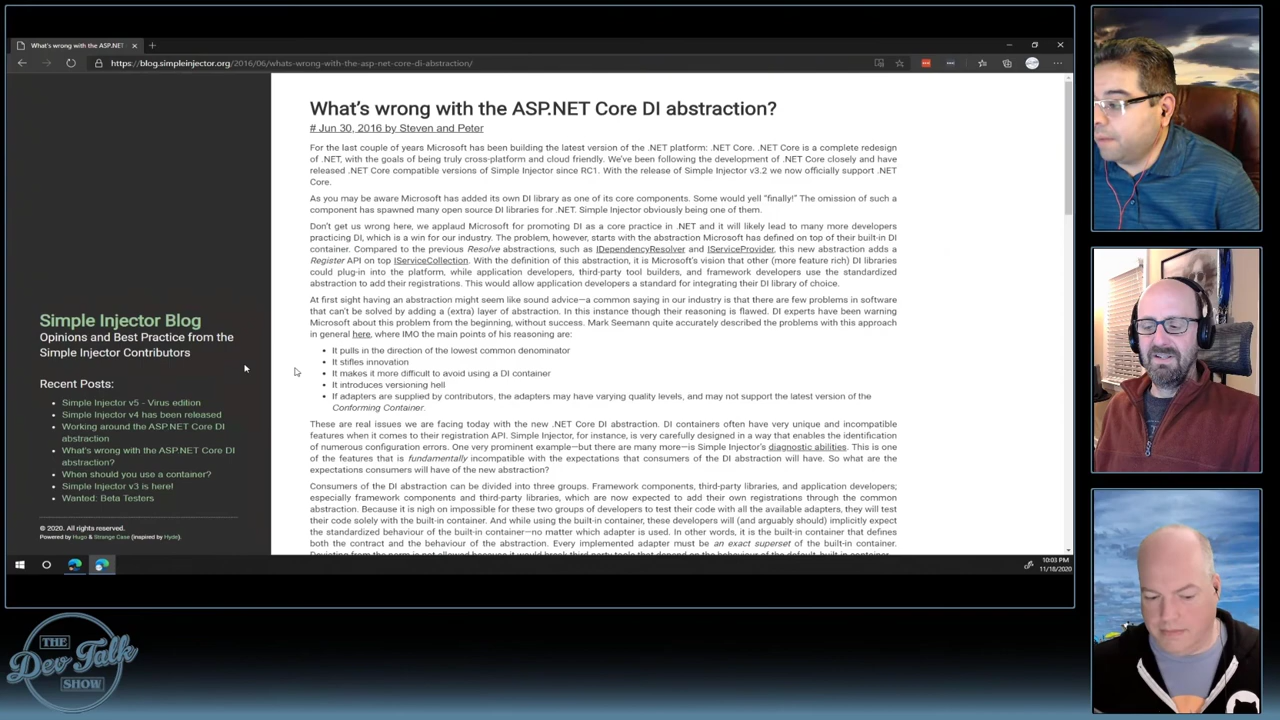 What's wrong with the ASP.NET
https://blog.simpleinjector.org/2016/06/whats-wrong-with-the-asp-net-core-di-abstraction/
What's wrong with the ASP.NET Core DI abstraction?
# Jun 30, 2016 by Steven and Peter
For the last couple of years Microsoft has been building the latest version of the .NET platform: .NET Core. .NET Core is a complete redesign
of .NET, with the goals of being truly cross-platform and cloud friendly. We've been following the development of .NET Core closely and have
released .NET Core compatible versions of Simple Injector since RC1. With the release of Simple Injector v3.2 we now officially support .NET
Core.
As you may be aware Microsoft has added its own DI library as one of its core components. Some would yell "finally!" The omission of such a
component has spawned many open source DI libraries for .NET. Simple Injector obviously being one of them.
Don't get us wrong here, we applaud Microsoft for promoting DI as a core practice in .NET and it will likely lead to many more developers
practicing DI, which is a win for our industry. The problem, however, starts with the abstraction Microsoft has defined on top of their built-in DI
container. Compared to the previous Resolve abstractions, such as IDependencyResolver and IServiceProvider, this new abstraction adds a
Register API on top IServiceCollection. With the definition of this abstraction, it is Microsoft's vision that other (more feature rich) DI libraries
could plug-in into the platform, while application developers, third-party tool builders, and framework developers use the standardized
abstraction to add their registrations. This would allow application developers a standard for integrating their DI library of choice.
At first sight having an abstraction might seem like sound advice—a common saying in our industry is that there are few problems in software
that can't be solved by adding a (extra) layer of abstraction. In this instance though their reasoning is flawed. DI experts have been warning
Microsoft about this problem from the beginning, without success. Mark Seemann quite accurately described the problems with this approach
in general here, where IMO the main points of his reasoning are:
• It pulls in the direction of the lowest common denominator
• It stifles innovation
• It makes it more difficult to avoid using a DI container
• It introduces versioning hell
• If adapters are supplied by contributors, the adapters may have varying quality levels, and may not support the latest version of the
Conforming Container.
These are real issues we are facing today with the new .NET Core DI abstraction. DI containers often have very unique and incompatible
features when it comes to their registration API. Simple Injector, for instance, is very carefully designed in a way that enables the identification
of numerous configuration errors. One very prominent example—but there are many more—is Simple Injector's diagnostic abilities. This is one
of the features that is fundamentally incompatible with the expectations that consumers of the DI abstraction will have. So what are the
expectations consumers will have of the new abstraction?
Consumers of the DI abstraction can be divided into three groups. Framework components, third-party libraries, and application developers;
especially framework components and third-party libraries, which are now expected to add their own registrations through the common
abstraction. Because it is nigh on impossible for these two groups of developers to test their code with all the available adapters, they will test
their code solely with the built-in container. And while using the built-in container, these developers will (and arguably should) implicitly expect
the standardized behaviour of the built-in container—no matter which adapter is used. In other words, it is the built-in container that defines
both the contract and the behaviour of the abstraction. Every implemented adapter must be an exact superset of the built-in container.
Deviating from the norm is not allowed because it would break third party tools that depend on the behaviour of the default, built-in container.
Simple Injector Blog
Opinions and Best Practice from the
Simple Injector Contributors
Recent Posts:
• Simple Injector v5 - Virus edition
• Simple Injector v4 has been released
• Working around the ASP.NET Core DI
abstraction
• What's wrong with the ASP.NET Core DI
abstraction?
• When should you use a container?
• Simple Injector v3 is here!
• Wanted: Beta Testers
© 2020. All rights reserved.
Powered by Hugo & Strange Case (inspired by Hyde).
10:03 PM
11/18/2020
THE
Dev Talk
SHOW